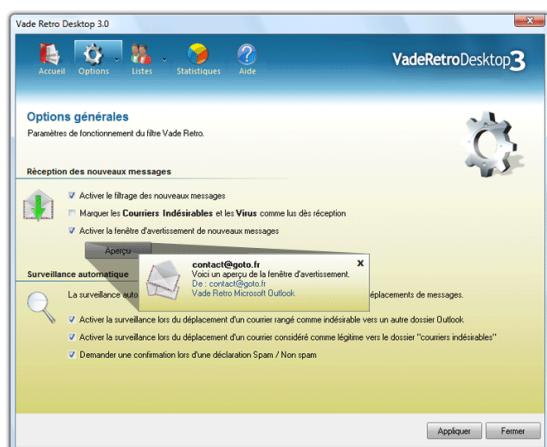 Vade Retro Desktop 3.0
Accueil Options Listes Statistiques Aide
VadeRetroDesktop3
Options générales
Paramètres de fonctionnement du filtre Vade Retro.
Réception des nouveaux messages
Activer le filtrage des nouveaux messages
Marquer les Courriers Indésirables et les Virus comme lus dès réception
Activer la fenêtre d'avertissement de nouveaux messages
Aperçu
contact@goto.fr x
Voici un aperçu de la fenêtre d'avertissement.
De : contact@goto.fr
Vade Retro Microsoft Outlook
Surveillance automatique
La surveillance auto éplacements de messages.
Activer la surveillance lors du déplacement d'un courrier rangé comme indésirable vers un autre dossier Outlook
Activer la surveillance lors du déplacement d'un courrier considéré comme légitime vers le dossier "courriers indésirables"
Demander une confirmation lors d'une déclaration Spam / Non spam
Appliquer Fermer